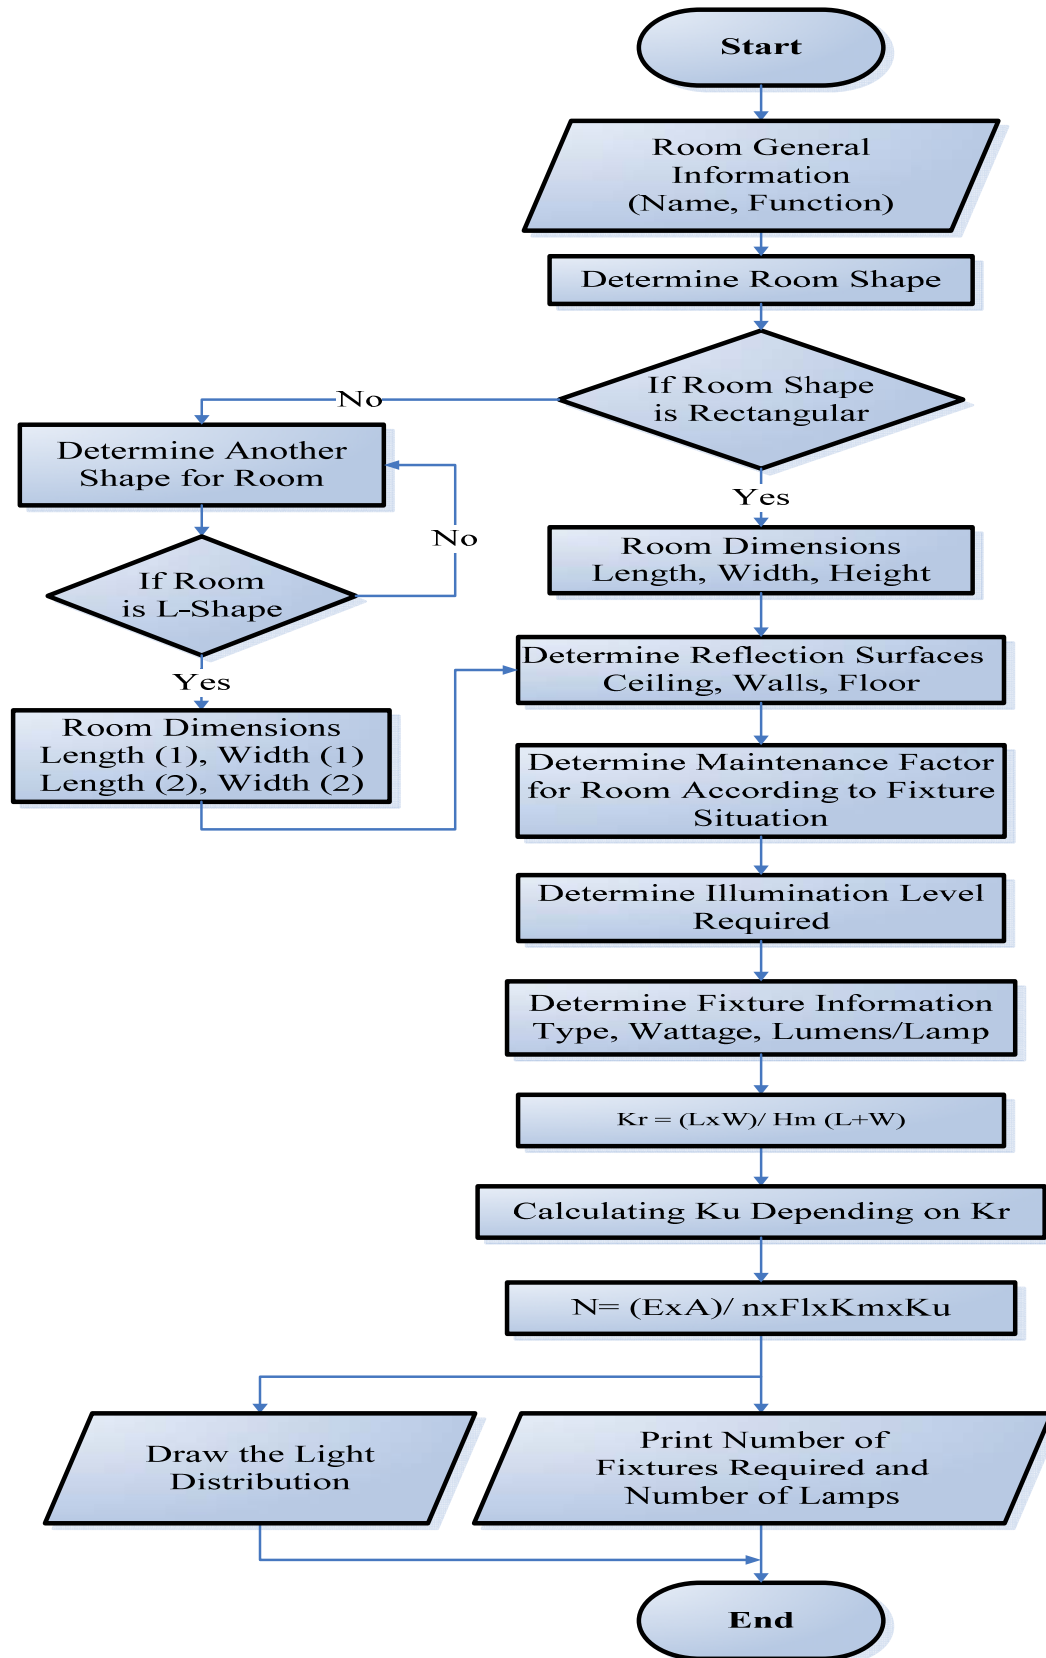 Start
Room General
Information
(Name, Function)
Determine Room Shape
If Room Shape
is Rectangular
No
Yes
Determine Another
Shape for Room
No
If Room
is L-Shape
Yes
Room Dimensions
Length (1), Width (1)
Length (2), Width (2)
Room Dimensions
Length, Width, Height
Determine Reflection Surfaces
Ceiling, Walls, Floor
Determine Maintenance Factor
for Room According to Fixture
Situation
Determine Illumination Level
Required
Determine Fixture Information
Type, Wattage, Lumens/Lamp
Kr = (LxW)/ Hm (L+W)
Calculating Ku Depending on Kr
N= (ExA)/ nxFlxKmxKu
Draw the Light
Distribution
Print Number of
Fixtures Required and
Number of Lamps
End